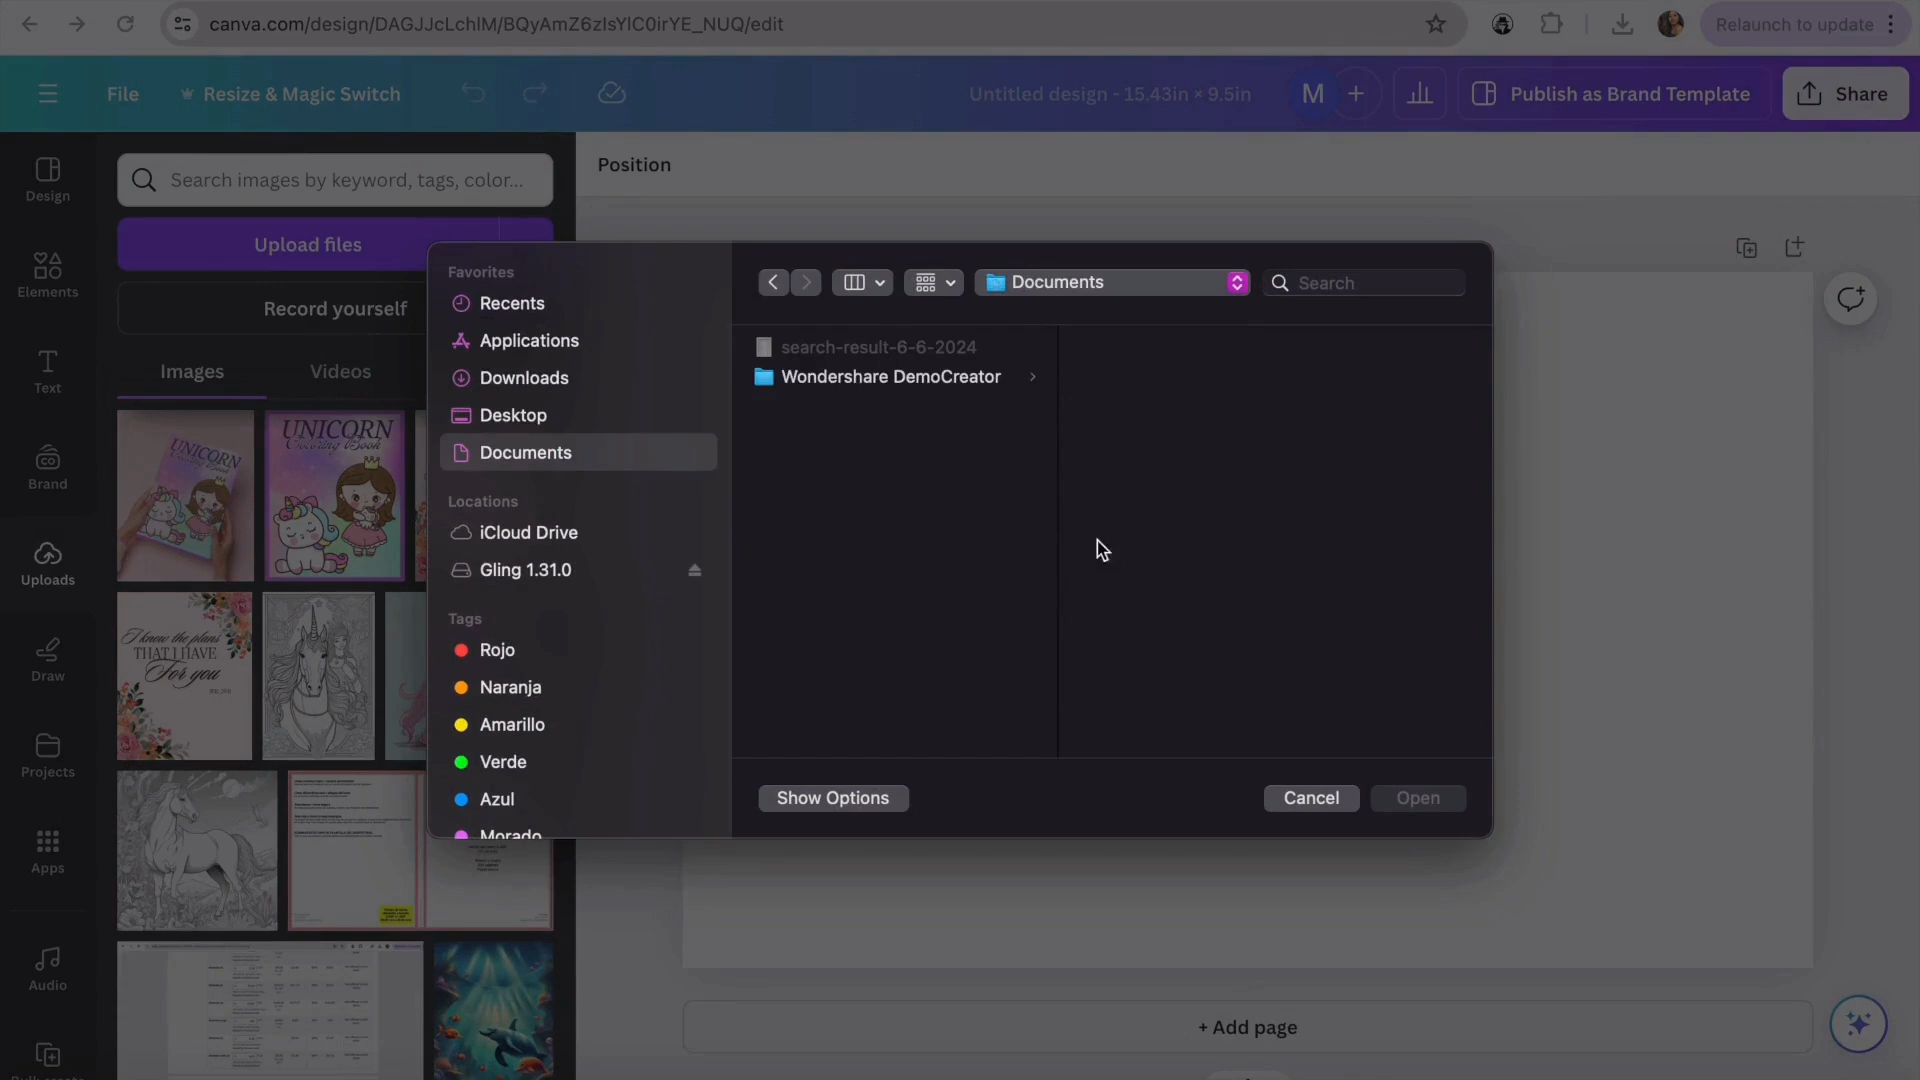 canva.com/design/DAGJJcLchlM/BQyAmZ6zlsYlC0irYE_NUQ/edit
Relaunch to update
File
Resize & Magic Switch
Untitled design - 15.43in × 9.5in
M
Publish as Brand Template
Share
Design
Elements
Text
Brand
Uploads
Draw
Projects
Apps
Audio
Search images by keyword, tags, color...
Upload files
Record yourself
Images
Videos
UNICORN
Coloring Book
UNICORN
Coloring Book
I know the plans
THAT I HAVE
For you
Position
Favorites
Recents
Applications
Downloads
Desktop
Documents
Locations
iCloud Drive
Gling 1.31.0
Tags
Rojo
Naranja
Amarillo
Verde
Azul
Morado
Documents
Search
search-result-6-6-2024
Wondershare DemoCreator
Show Options
Cancel
Open
+ Add page